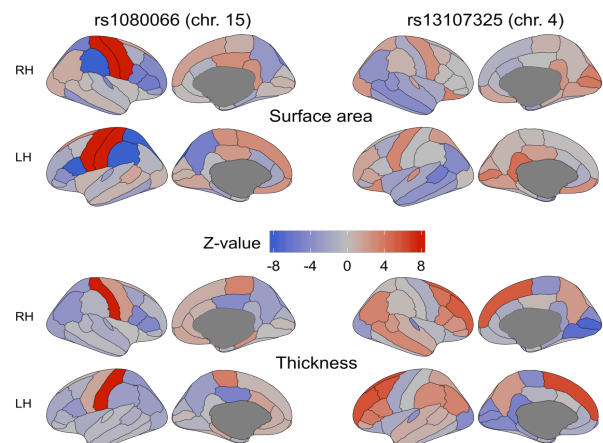 rs1080066 (chr. 15) rs13107325 (chr. 4)
RH
Surface area
LH
Z-value
-8 -4 0 4 8
RH
Thickness
LH